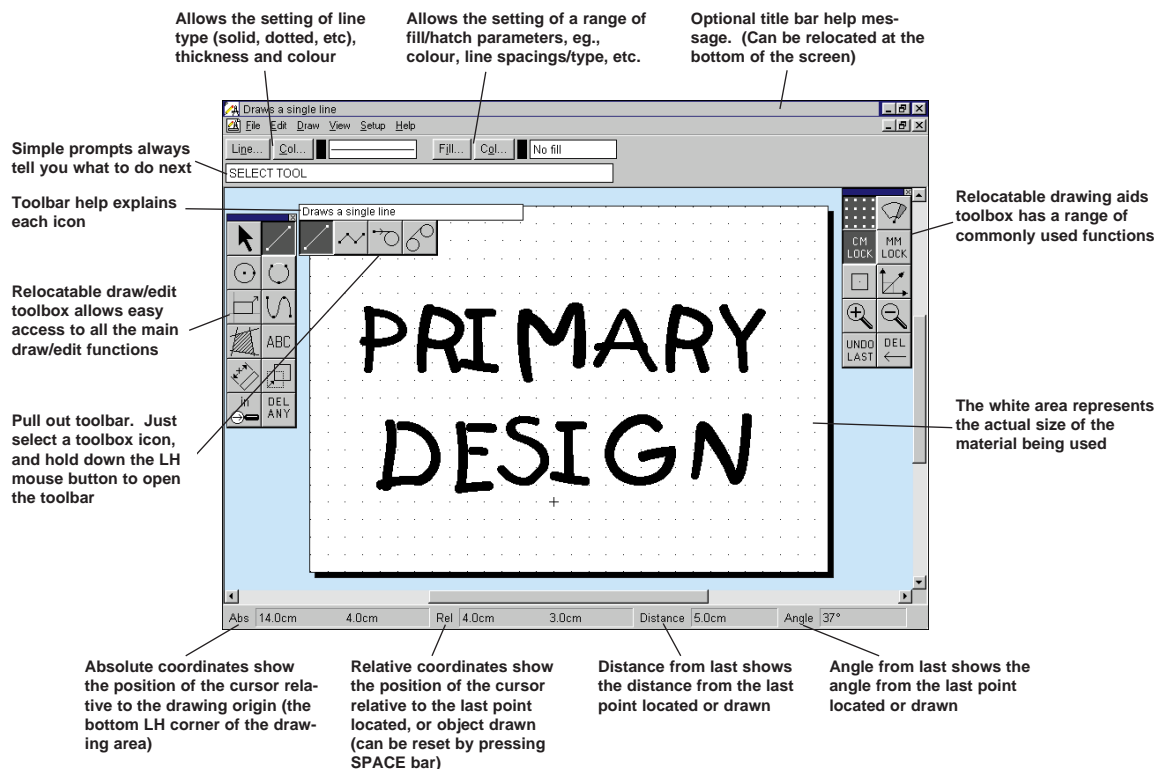 Allows the setting of line
type (solid, dotted, etc),
thickness and colour
Allows the setting of a range of
fill/hatch parameters, eg.,
colour, line spacings/type, etc.
Optional title bar help mes-
sage.  (Can be relocated at the
bottom of the screen)
Draws a single line
File Edit Draw View Setup Help
Line... Col... Fill... Col... No fill
SELECT TOOL
Simple prompts always
tell you what to do next
Toolbar help explains
each icon
Relocatable draw/edit
toolbox allows easy
access to all the main
draw/edit functions
Pull out toolbar.  Just
select a toolbox icon,
and hold down the LH
mouse button to open
the toolbar
Draws a single line
ABC
in
DEL
ANY
PRIMARY
DESIGN
CM
LOCK
MM
LOCK
UNDO
LAST
DEL
Relocatable drawing aids
toolbox has a range of
commonly used functions
The white area represents
the actual size of the
material being used
Abs 14.0cm 4.0cm Rel 4.0cm 3.0cm Distance 5.0cm Angle 37°
Absolute coordinates show
the position of the cursor rela-
tive to the drawing origin (the
bottom LH corner of the draw-
ing area)
Relative coordinates show
the position of the cursor
relative to the last point
located, or object drawn
(can be reset by pressing
SPACE bar)
Distance from last shows
the distance from the last
point located or drawn
Angle from last shows the
angle from the last point
located or drawn